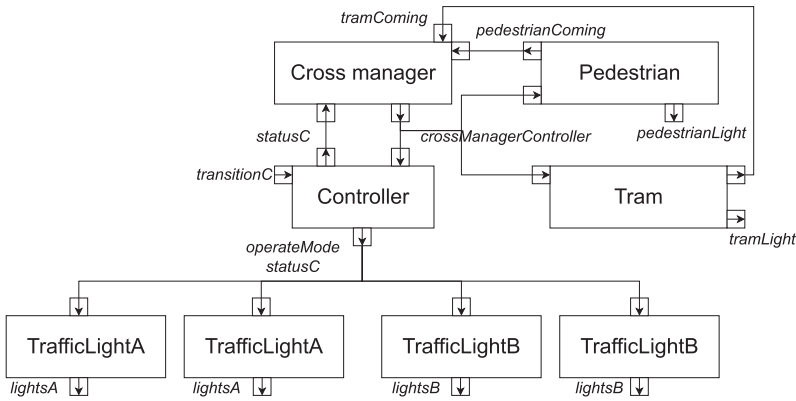 tramComing
pedestrianComing
Cross manager
Pedestrian
statusC
crossManagerController
pedestrianLight
transitionC
Controller
Tram
operateMode
statusC
tramLight
TrafficLightA
TrafficLightA
TrafficLightB
TrafficLightB
lightsA
lightsA
lightsB
lightsB